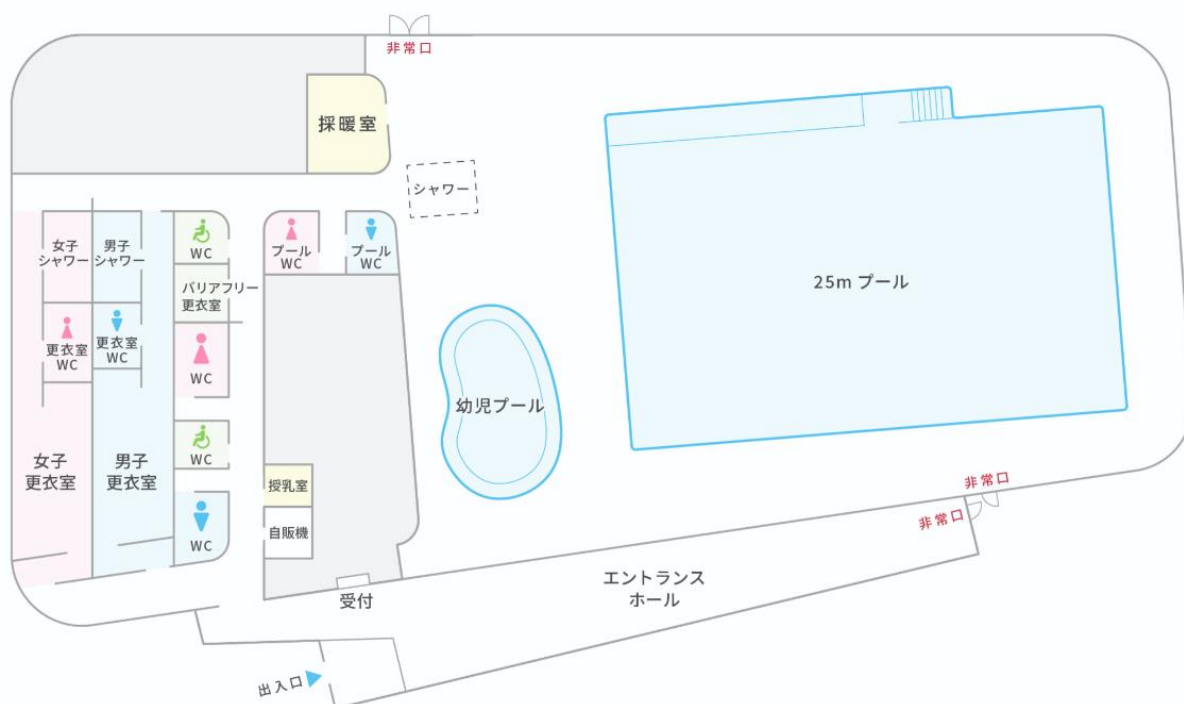 非常口
採暖室
シャワー
女子
シャワー
男子
シャワー
WC
プール
WC
プール
WC
バリアフリー
更衣室
25m プール
更衣室
WC
更衣室
WC
WC
幼児プール
WC
女子
更衣室
男子
更衣室
授乳室
非常口
非常口
自販機
WC
エントランス
ホール
受付
出入口